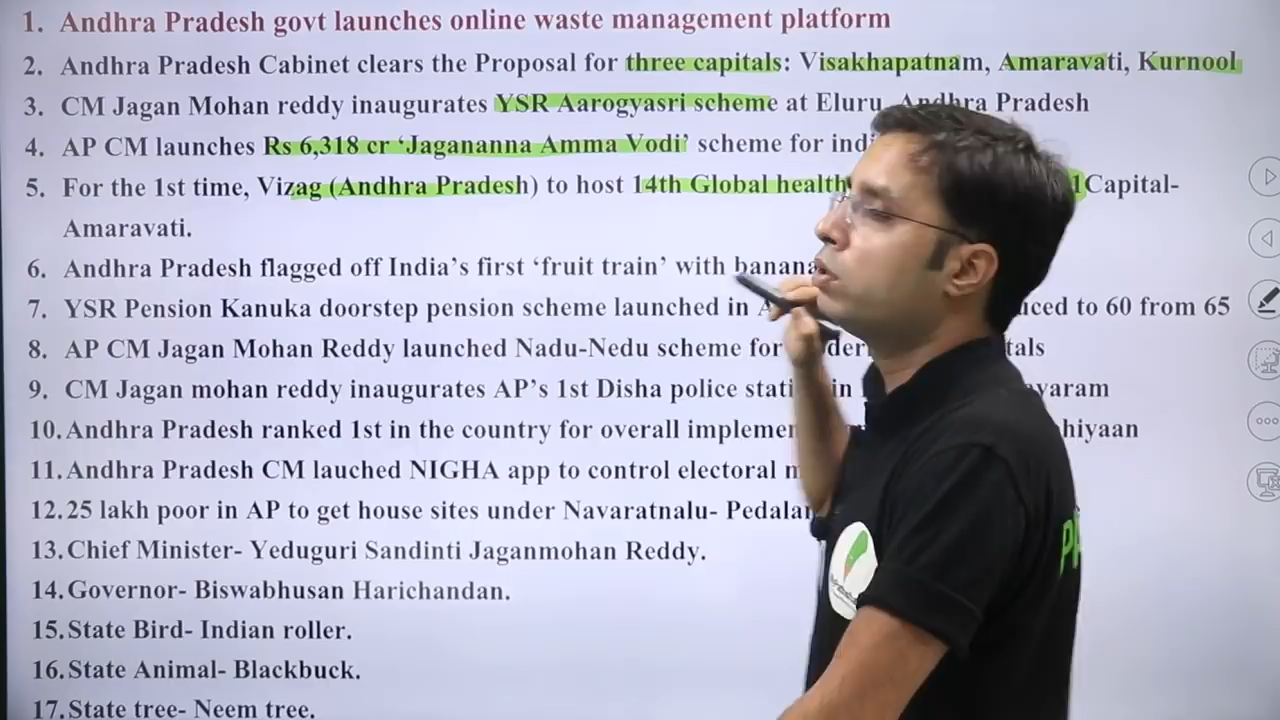 1. Andhra Pradesh govt launches online waste management platform
2. Andhra Pradesh Cabinet clears the Proposal for three capitals: Visakhapatnam, Amaravati, Kurnool
3. CM Jagan Mohan reddy inaugurates YSR Aarogyasri scheme at Eluru, Andhra Pradesh
4. AP CM launches Rs 6,318 cr ‘Jagananna Amma Vodi’ scheme for
5. For the 1st time, Vizag (Andhra Pradesh) to host 14th Global health 1Capital-
Amaravati.
6. Andhra Pradesh flagged off India’s first ‘fruit train’ with
7. YSR Pension Kanuka doorstep pension scheme launched in to 60 from 65
8. AP CM Jagan Mohan Reddy launched Nadu-Nedu scheme for
9. CM Jagan mohan reddy inaugurates AP’s 1st Disha police
10. Andhra Pradesh ranked 1st in the country for overall
11. Andhra Pradesh CM lauched NIGHA app to control electoral
12. 25 lakh poor in AP to get house sites under Navaratnalu-
13. Chief Minister- Yeduguri Sandinti Jaganmohan Reddy.
14. Governor- Biswabhusan Harichandan.
15. State Bird- Indian roller.
16. State Animal- Blackbuck.
17. State tree- Neem tree.